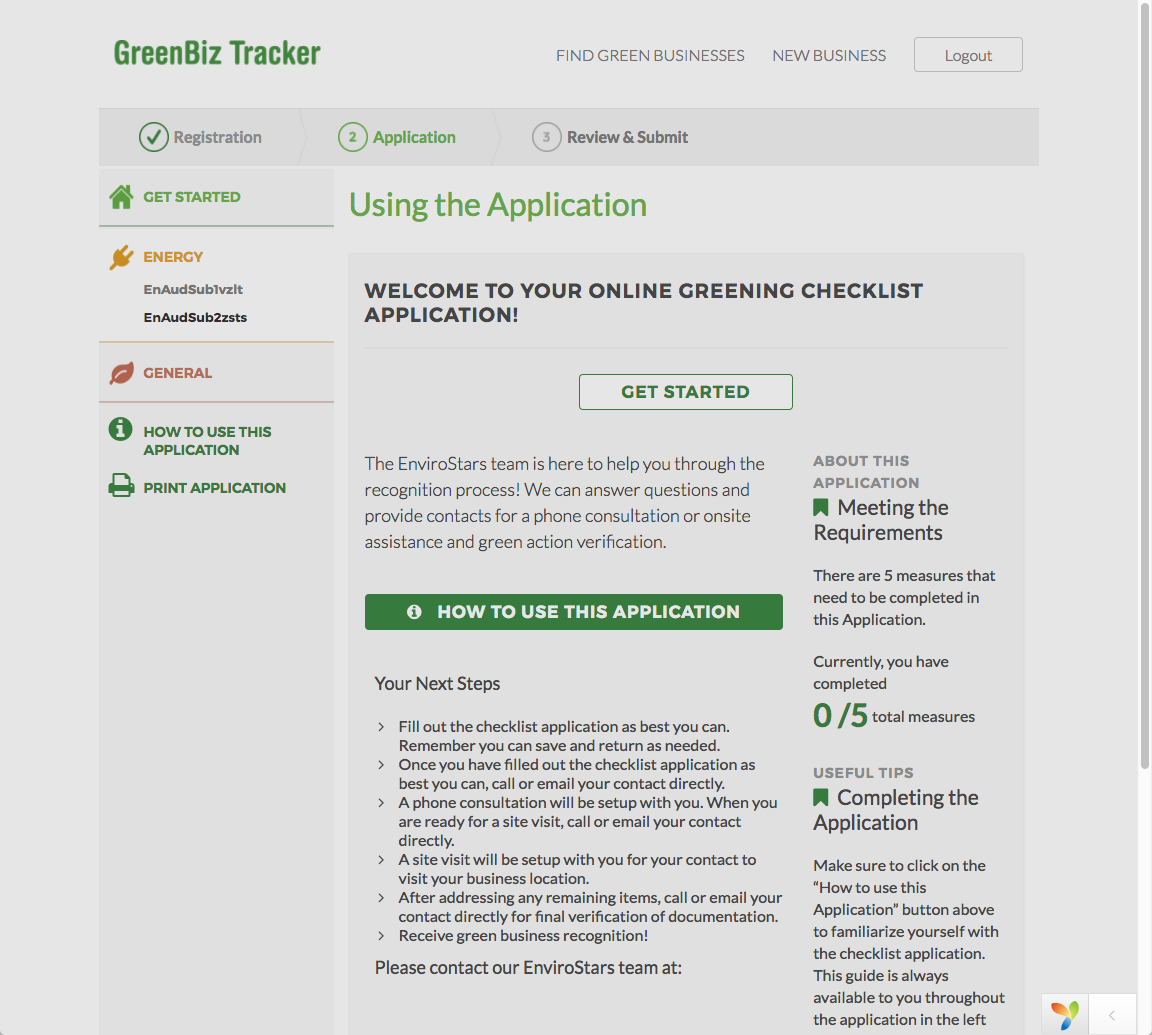 GreenBiz Tracker
FIND GREEN BUSINESSES
NEW BUSINESS
Logout
Registration
2 Application
3 Review & Submit
GET STARTED
ENERGY
EnAudSub1vzlt
EnAudSub2zsts
GENERAL
HOW TO USE THIS
APPLICATION
PRINT APPLICATION
Using the Application
WELCOME TO YOUR ONLINE GREENING CHECKLIST
APPLICATION!
GET STARTED
The EnviroStars team is here to help you through the
recognition process! We can answer questions and
provide contacts for a phone consultation or onsite
assistance and green action verification.
HOW TO USE THIS APPLICATION
Your Next Steps
Fill out the checklist application as best you can.
Remember you can save and return as needed.
Once you have filled out the checklist application as
best you can, call or email your contact directly.
A phone consultation will be setup with you. When you
are ready for a site visit, call or email your contact
directly.
A site visit will be setup with you for your contact to
visit your business location.
After addressing any remaining items, call or email your
contact directly for final verification of documentation.
Receive green business recognition!
Please contact our EnviroStars team at:
ABOUT THIS
APPLICATION
Meeting the
Requirements
There are 5 measures that
need to be completed in
this Application.
Currently, you have
completed
0 /5 total measures
USEFUL TIPS
Completing the
Application
Make sure to click on the
“How to use this
Application” button above
to familiarize yourself with
the checklist application.
This guide is always
available to you throughout
the application in the left